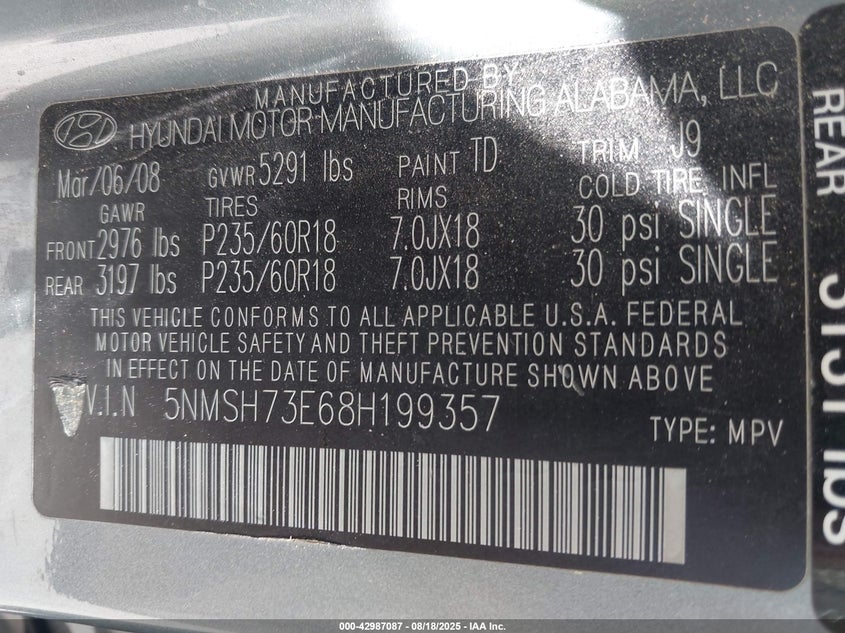 MANUFACTURED BY
HYUNDAI MOTOR MANUFACTURING ALABAMA, LLC
Mar/06/08 GVWR 5291 lbs PAINT TD TRIM J9
GAWR TIRES RIMS COLD TIRE INFL
FRONT 2976 lbs P235/60R18 7.0JX18 30 psi SINGLE
REAR 3197 lbs P235/60R18 7.0JX18 30 psi SINGLE
THIS VEHICLE CONFORMS TO ALL APPLICABLE U.S.A. FEDERAL
MOTOR VEHICLE SAFETY AND THEFT PREVENTION STANDARDS
IN EFFECT ON THE DATE OF MANUFACTURE SHOWN ABOVE
V.I.N 5NMSH73E68H199357
TYPE: MPV
REAR
lbs
000-42987087 - 08/18/2025 - IAA Inc.